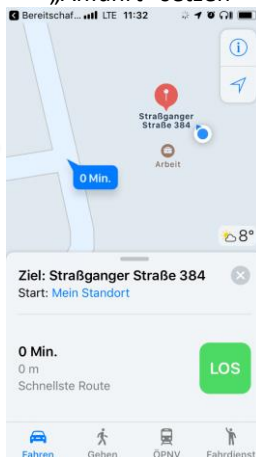 „Anfahrt“ setzen
Bereitschaf... LTE 11:32
Straßganger
Straße 384
Arbeit
0 Min.
8°
Ziel: Straßganger Straße 384
Start: Mein Standort
0 Min.
0 m
Schnellste Route
LOS
Fahren Gehen ÖPNV Fahrdienst